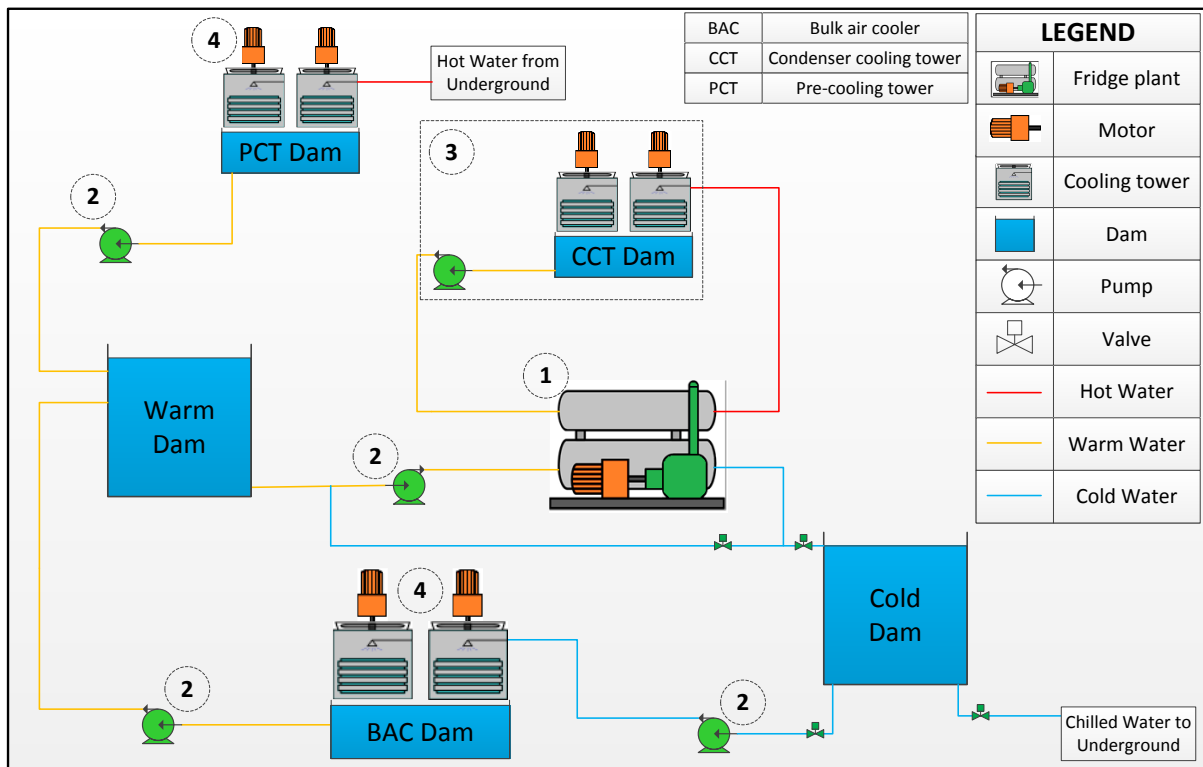 4
Hot Water from
Underground
PCT Dam
BAC Bulk air cooler
CCT Condenser cooling tower
PCT Pre-cooling tower
LEGEND
Fridge plant
Motor
Cooling tower
Dam
Pump
Valve
Hot Water
Warm Water
Cold Water
3
CCT Dam
2
1
Warm
Dam
2
4
Cold
Dam
2
BAC Dam
2
Chilled Water to
Underground